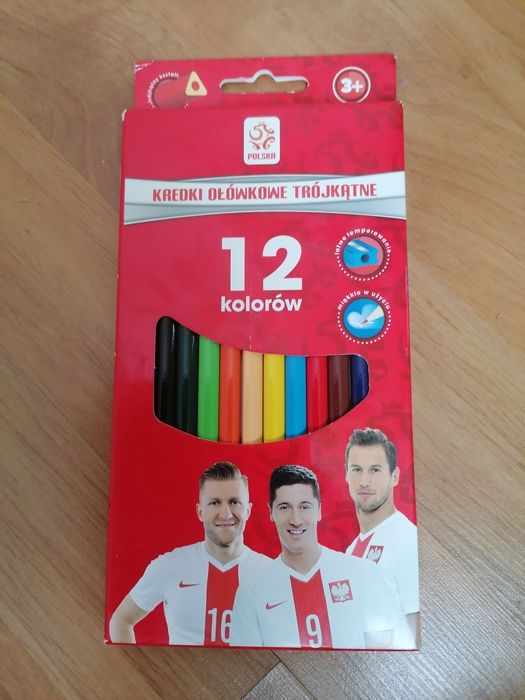 3+
POLSKA
KREDKI OŁÓWKOWE TRÓJKĄTNE
12
kolorów
łatwe temperowanie
miękkie w użyciu
16
9